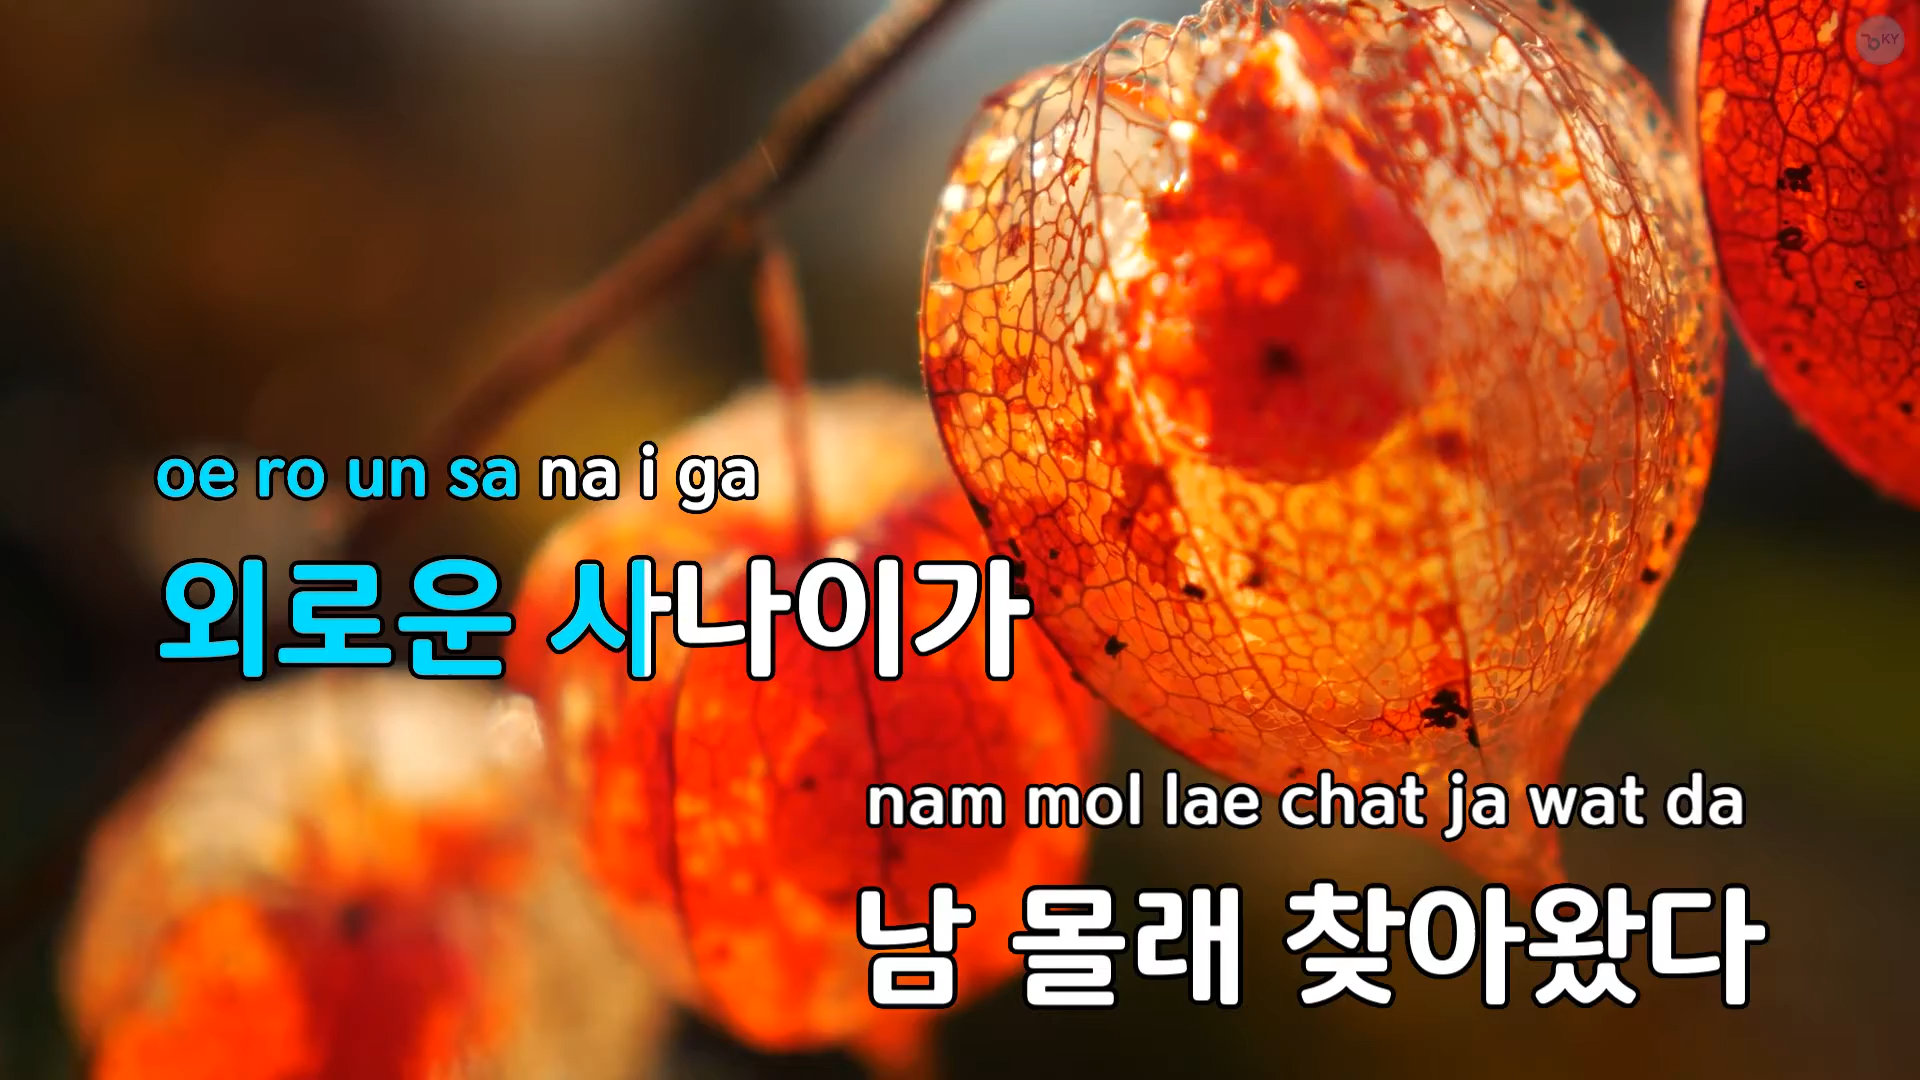 KY
oe ro un sa na i ga
외로운 사나이가
nam mol lae chat ja wat da
남 몰래 찾아왔다